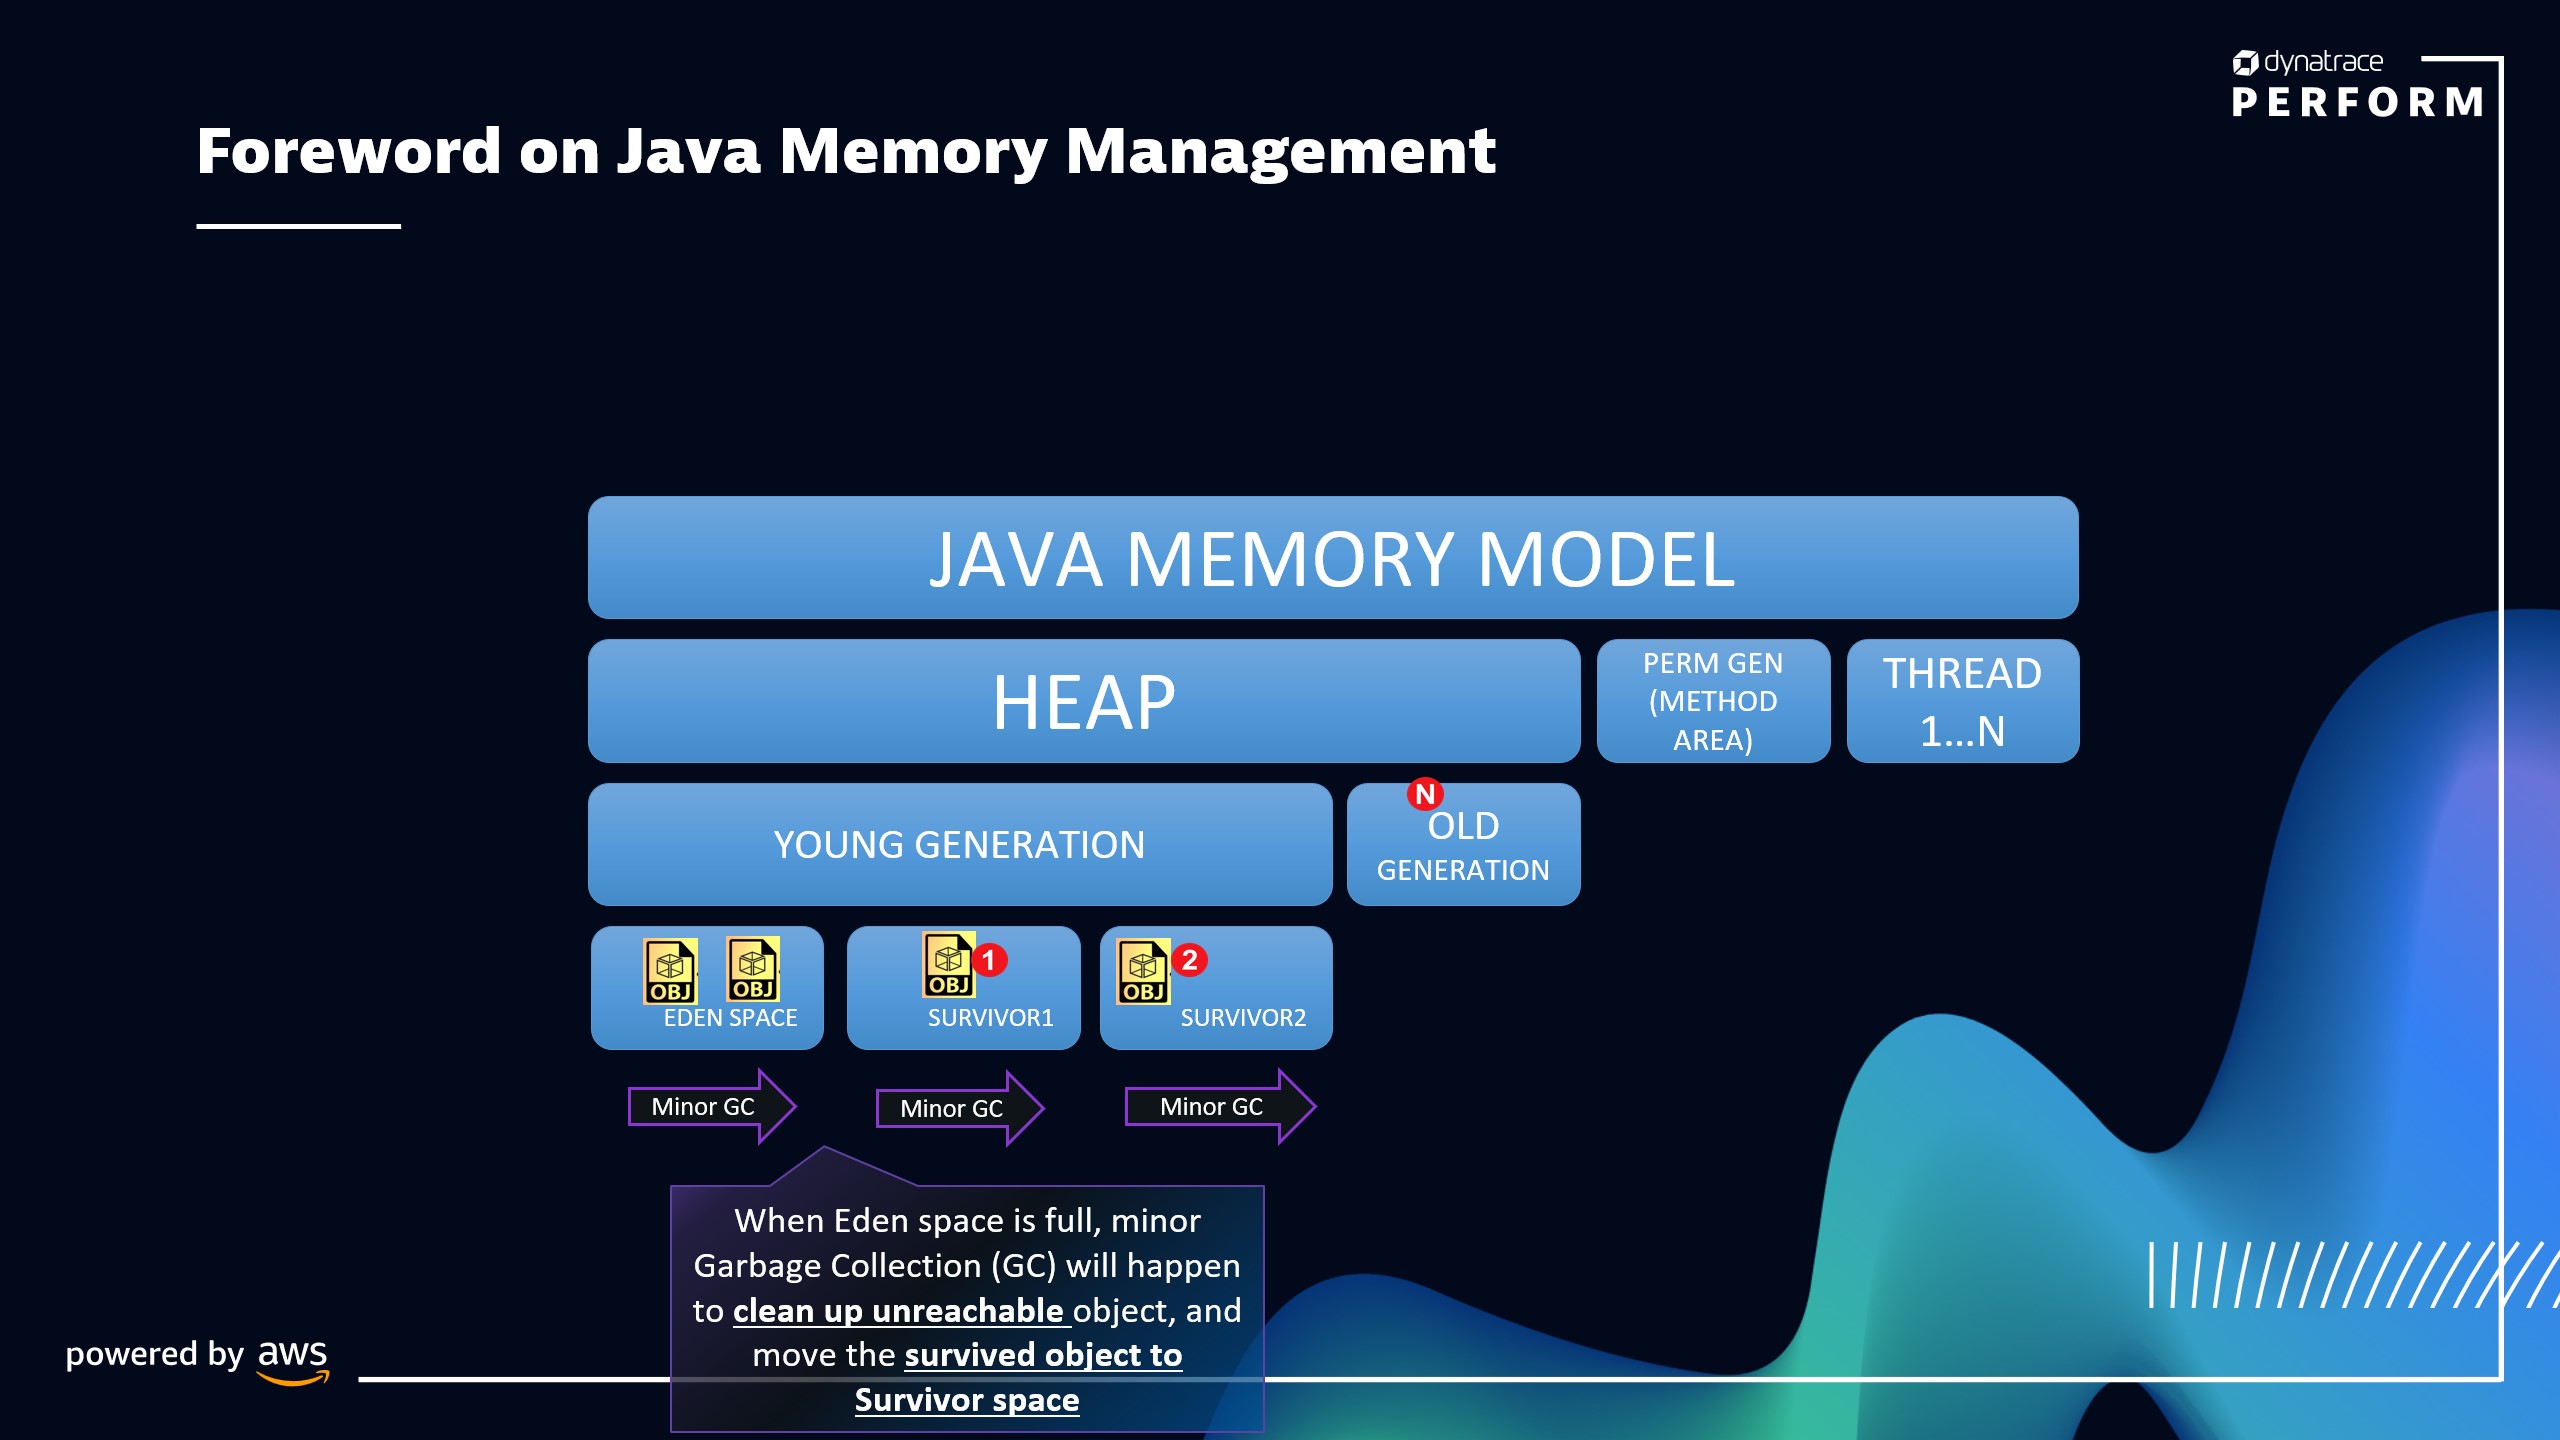 dynatrace
PERFORM
Foreword on Java Memory Management
JAVA MEMORY MODEL
HEAP
PERM GEN
(METHOD
AREA)
THREAD
1...N
YOUNG GENERATION
N
OLD
GENERATION
OBJ
OBJ
EDEN SPACE
OBJ
1
SURVIVOR1
OBJ
2
SURVIVOR2
Minor GC
Minor GC
Minor GC
When Eden space is full, minor
Garbage Collection (GC) will happen
to clean up unreachable object, and
move the survived object to
Survivor space
powered by aws